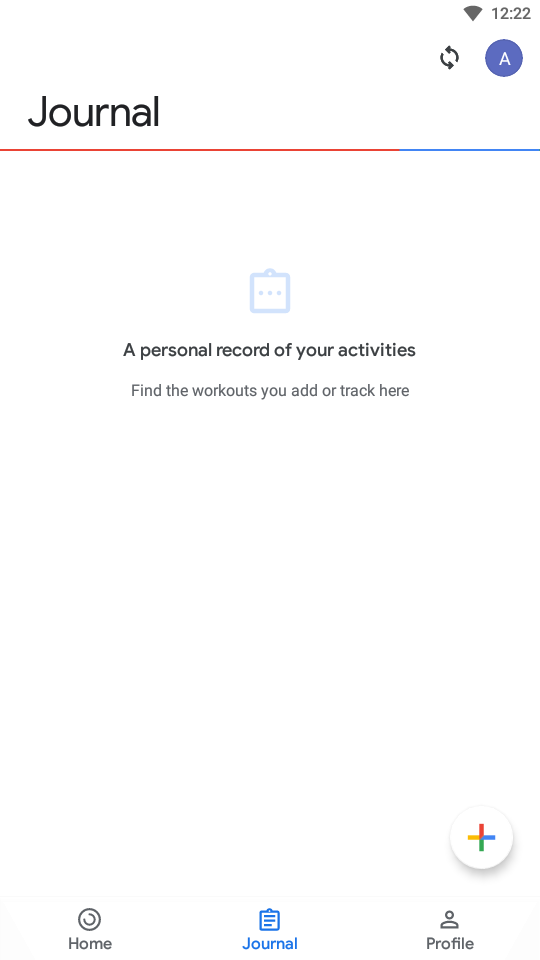 12:22
A
Journal
A personal record of your activities
Find the workouts you add or track here
Home
Journal
Profile